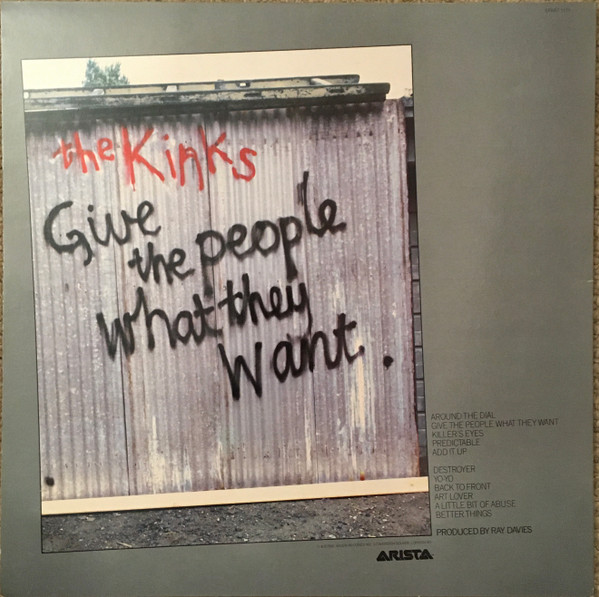 the Kinks
Give
the people
what they
want.
AROUND THE DIAL
GIVE THE PEOPLE WHAT THEY WANT
KILLER'S EYES
PREDICTABLE
ADD IT UP
DESTROYER
YO-YO
BACK TO FRONT
ART LOVER
A LITTLE BIT OF ABUSE
BETTER THINGS
PRODUCED BY RAY DAVIES
ARISTA